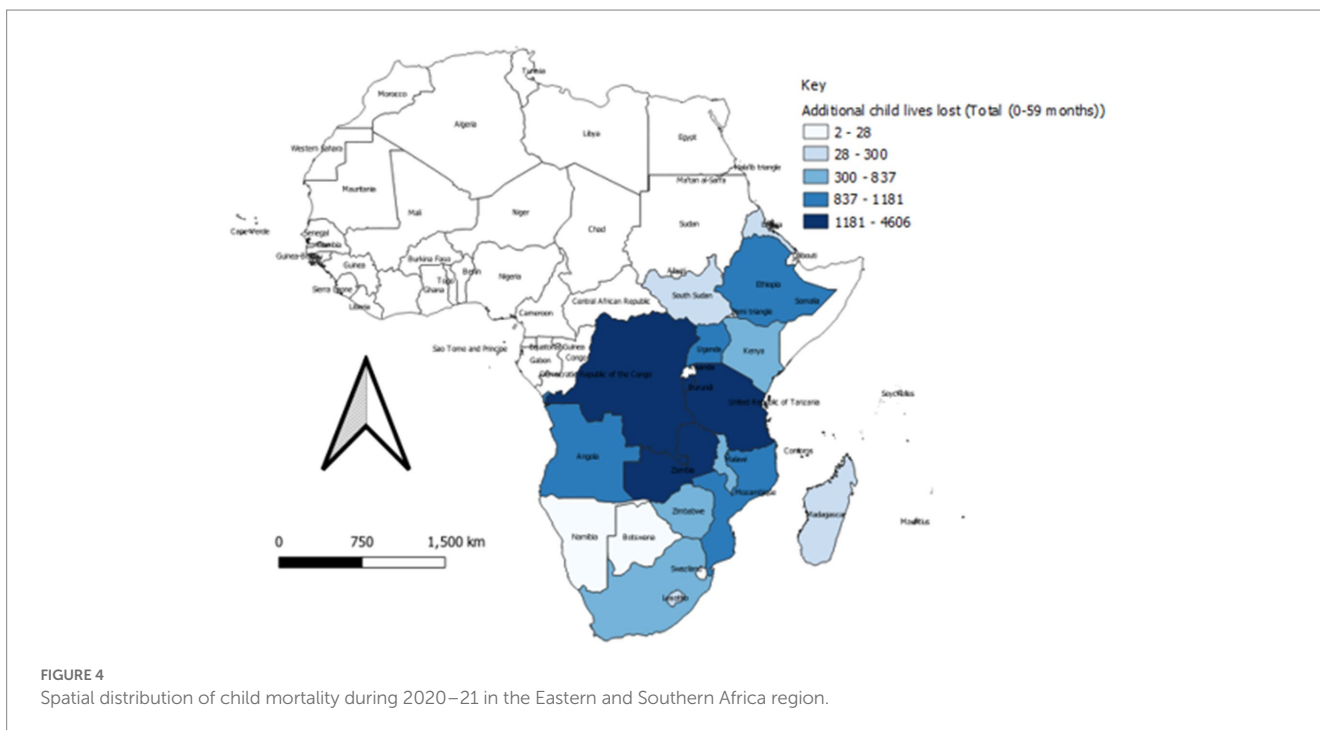 Key
Additional child lives lost (Total (0-59 months))
2 - 28
28 - 300
300 - 837
837 - 1181
1181 - 4606
Tunisia
Morocco
Algeria
Libya
Egypt
Western Sahara
Mauritania
Mali
Niger
Chad
Sudan
Cape Verde
Senegal
Guinea
Burkina Faso
Benin
Togo
Ghana
Nigeria
Sierra Leone
Liberia
Cameroon
Central African Republic
South Sudan
Ethiopia
Somalia
Sao Tome and Principe
Gabon
Congo
Democratic Republic of the Congo
Uganda
Kenya
Burundi
United Republic of Tanzania
Seychelles
Comoros
Angola
Zambia
Malawi
Mozambique
Zimbabwe
Madagascar
Mauritius
Namibia
Botswana
Swaziland
Lesotho
0 750 1,500 km
FIGURE 4
Spatial distribution of child mortality during 2020–21 in the Eastern and Southern Africa region.